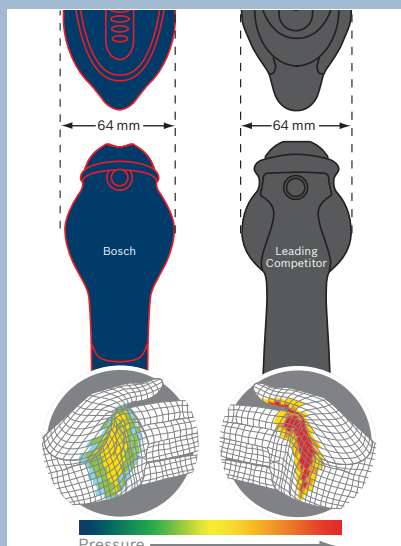 64 mm
64 mm
Bosch
Leading
Competitor
Pressure